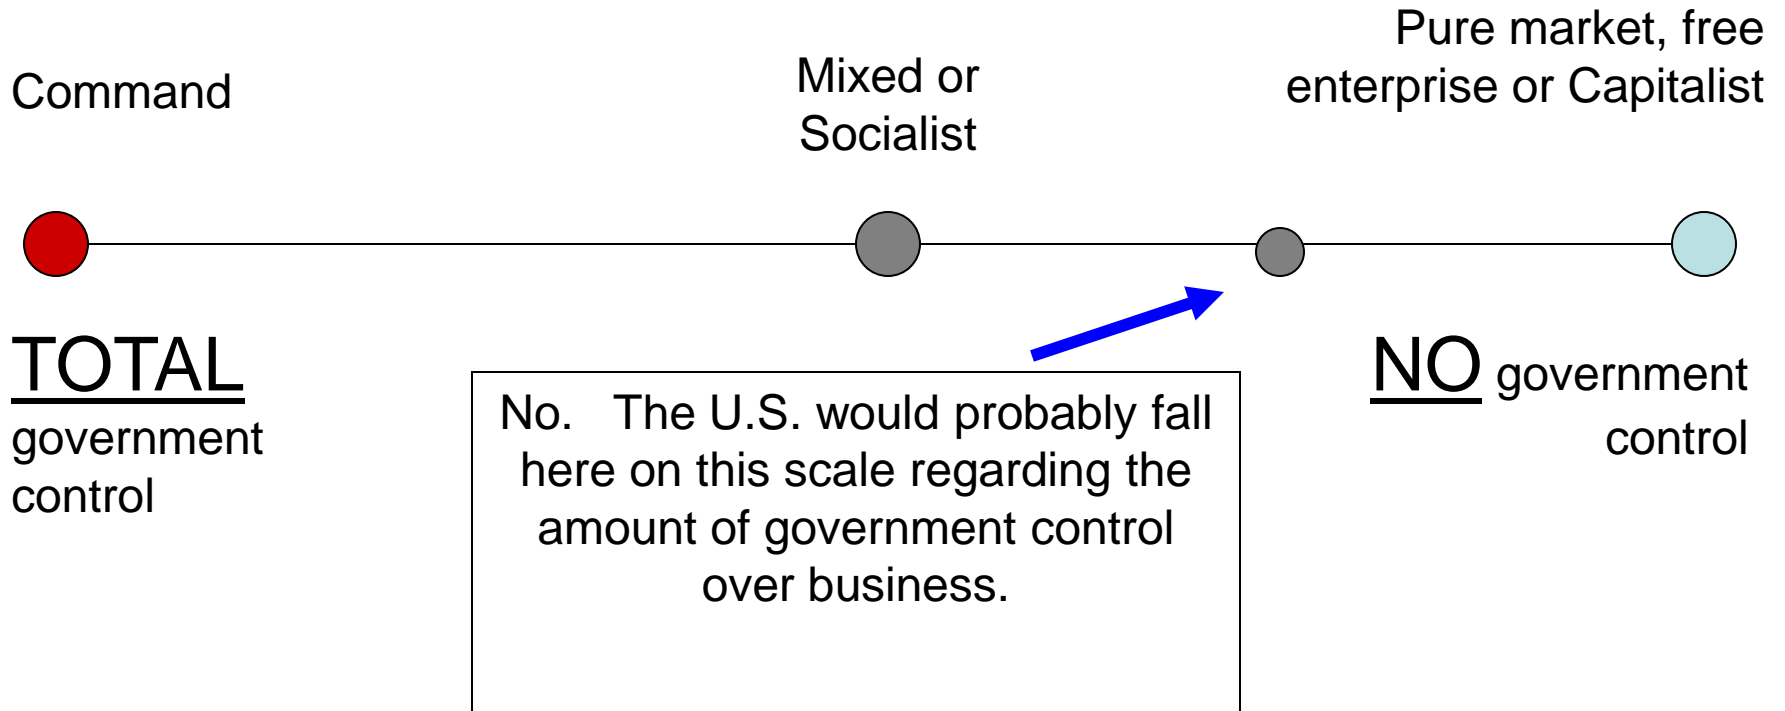 Command
Mixed or
Socialist
Pure market, free
enterprise or Capitalist
TOTAL
government
control
No.   The U.S. would probably fall
here on this scale regarding the
amount of government control
over business.
NO government
control